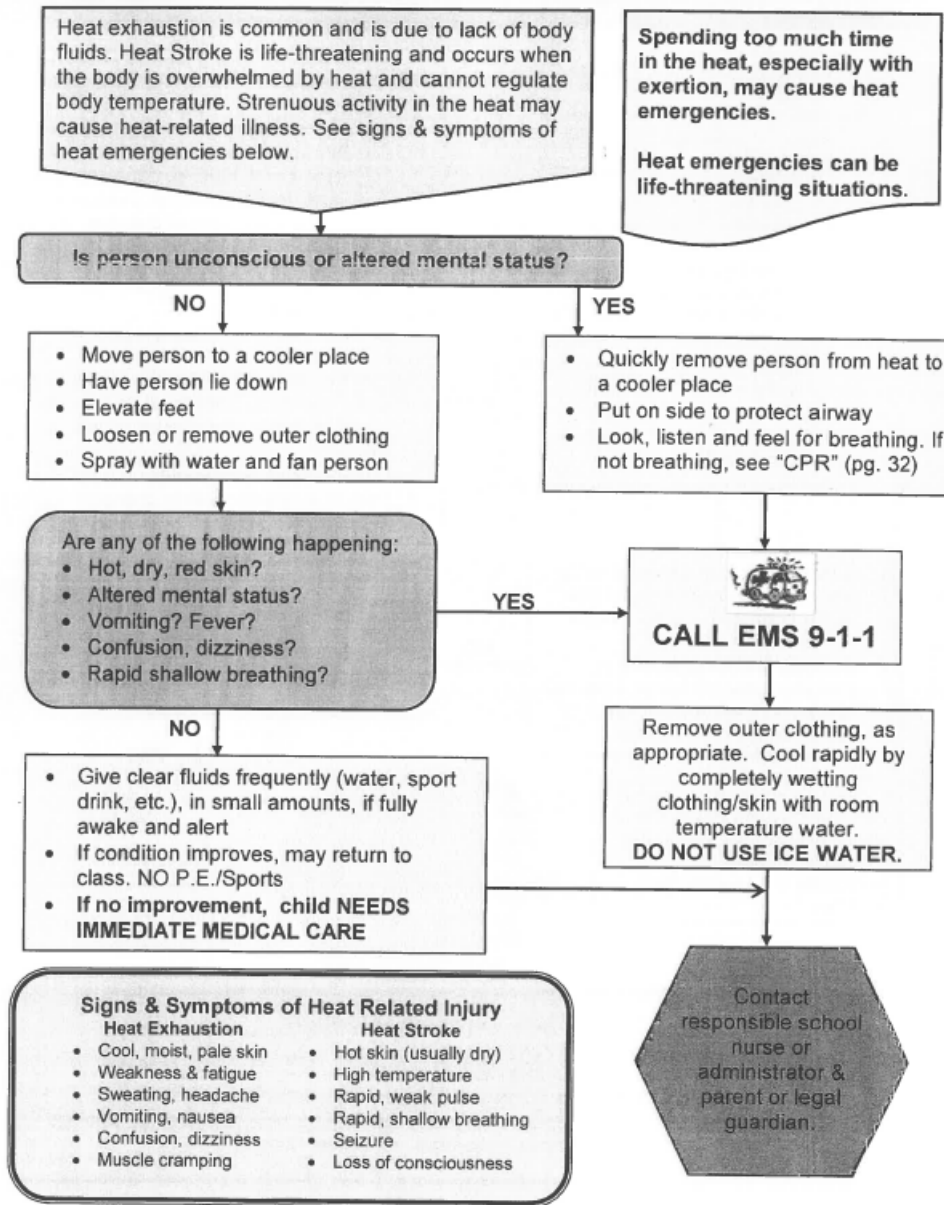 Heat exhaustion is common and is due to lack of body
fluids. Heat Stroke is life-threatening and occurs when
the body is overwhelmed by heat and cannot regulate
body temperature. Strenuous activity in the heat may
cause heat-related illness. See signs & symptoms of
heat emergencies below.
Spending too much time
in the heat, especially with
exertion, may cause heat
emergencies.
Heat emergencies can be
life-threatening situations.
Is person unconscious or altered mental status?
NO
YES
• Move person to a cooler place
• Have person lie down
• Elevate feet
• Loosen or remove outer clothing
• Spray with water and fan person
• Quickly remove person from heat to
a cooler place
• Put on side to protect airway
• Look, listen and feel for breathing. If
not breathing, see “CPR” (pg. 32)
Are any of the following happening:
• Hot, dry, red skin?
• Altered mental status?
• Vomiting? Fever?
• Confusion, dizziness?
• Rapid shallow breathing?
YES
CALL EMS 9-1-1
NO
Remove outer clothing, as
appropriate. Cool rapidly by
completely wetting
clothing/skin with room
temperature water.
DO NOT USE ICE WATER.
• Give clear fluids frequently (water, sport
drink, etc.), in small amounts, if fully
awake and alert
• If condition improves, may return to
class. NO P.E./Sports
• If no improvement, child NEEDS
IMMEDIATE MEDICAL CARE
Contact
responsible school
nurse or
administrator &
parent or legal
guardian.
Signs & Symptoms of Heat Related Injury
Heat Exhaustion
• Cool, moist, pale skin
• Weakness & fatigue
• Sweating, headache
• Vomiting, nausea
• Confusion, dizziness
• Muscle cramping
Heat Stroke
• Hot skin (usually dry)
• High temperature
• Rapid, weak pulse
• Rapid, shallow breathing
• Seizure
• Loss of consciousness